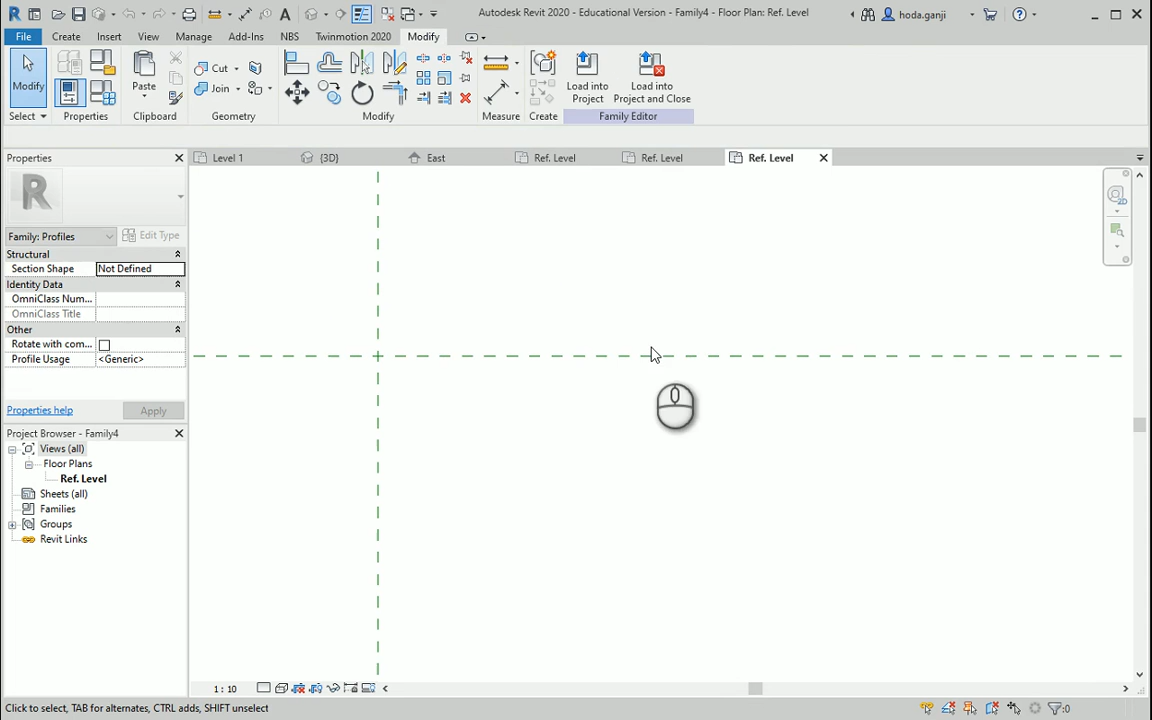 Autodesk Revit 2020 - Educational Version - Family4 - Floor Plan: Ref. Level
hoda.ganji
File Create Insert View Manage Add-Ins NBS Twinmotion 2020 Modify
Modify Paste Cut Join Load into Project Load into Project and Close
Select Properties Clipboard Geometry Modify Measure Create Family Editor
Properties
Level 1 {3D} East Ref. Level Ref. Level Ref. Level
2D
Family: Profiles Edit Type
Structural
Section Shape Not Defined
Identity Data
OmniClass Num...
OmniClass Title
Other
Rotate with com...
Profile Usage <Generic>
Properties help Apply
Project Browser - Family4
Views (all)
Floor Plans
Ref. Level
Sheets (all)
Families
Groups
Revit Links
1 : 10
Click to select, TAB for alternates, CTRL adds, SHIFT unselect
:0